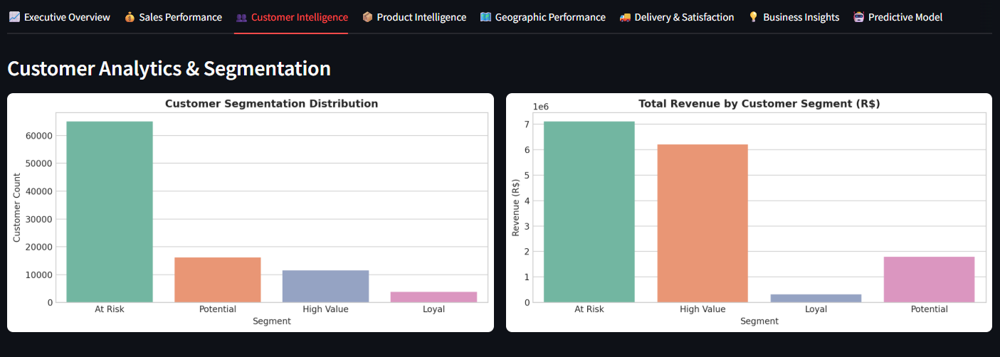 📈 Executive Overview 💰 Sales Performance 👥 Customer Intelligence 📦 Product Intelligence 🗺️ Geographic Performance 🚚 Delivery & Satisfaction 💡 Business Insights 🤖 Predictive Model
Customer Analytics & Segmentation
Customer Segmentation Distribution
Customer Count
60000
50000
40000
30000
20000
10000
0
At Risk Potential High Value Loyal
Segment
Total Revenue by Customer Segment (R$)
1e6
Revenue (R$)
7
6
5
4
3
2
1
0
At Risk High Value Loyal Potential
Segment